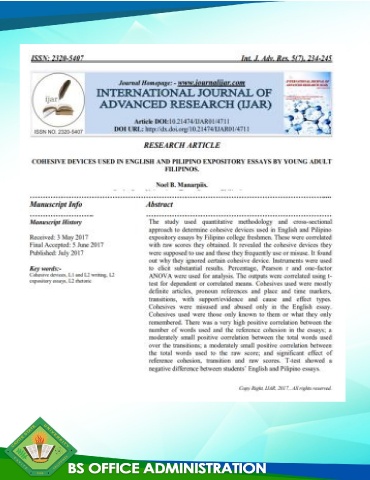 ISSN: 2320-5407 Int. J. Adv. Res. 5(7), 234-245
Journal Homepage: - www.journalijar.com
INTERNATIONAL JOURNAL OF
ADVANCED RESEARCH (IJAR)
Article DOI:10.21474/IJAR01/4711
DOI URL: http://dx.doi.org/10.21474/IJAR01/4711
ijar
ISSN NO. 2320-5407
RESEARCH ARTICLE
COHESIVE DEVICES USED IN ENGLISH AND PILIPINO EXPOSITORY ESSAYS BY YOUNG ADULT
FILIPINOS.
Noel B. Manarpiis.
Manuscript Info
Manuscript History
Received: 3 May 2017
Final Accepted: 5 June 2017
Published: July 2017
Key words:-
Cohesive devices, L1 and L2 writing, L2
expository essays, L2 rhetoric
Abstract
The study used quantitative methodology and cross-sectional
approach to determine cohesive devices used in English and Pilipino
expository essays by Filipino college freshmen. These were correlated
with raw scores they obtained. It revealed the cohesive devices they
were supposed to use and those they frequently use or misuse. It found
out why they ignored certain cohesive device. Instruments were used
to elicit substantial results. Percentage, Pearson r and one-factor
ANOVA were used for analysis. The outputs were correlated using t-
test for dependent or correlated means. Cohesives used were mostly
definite articles, pronoun references and place and time markers,
transitions, with support/evidence and cause and effect types.
Cohesives were misused and abused only in the English essay.
Cohesives used were those only known to them or what they only
remembered. There was a very high positive correlation between the
number of words used and the reference cohesion in the essays; a
moderately small positive correlation between the total words used
over the transitions; a moderately small positive correlation between
the total words used to the raw score; and significant effect of
reference cohesion, transition and raw scores. T-test showed a
negative difference between students' English and Pilipino essays.
Copy Right, IJAR, 2017,. All rights reserved.
BS OFFICE ADMINISTRATION